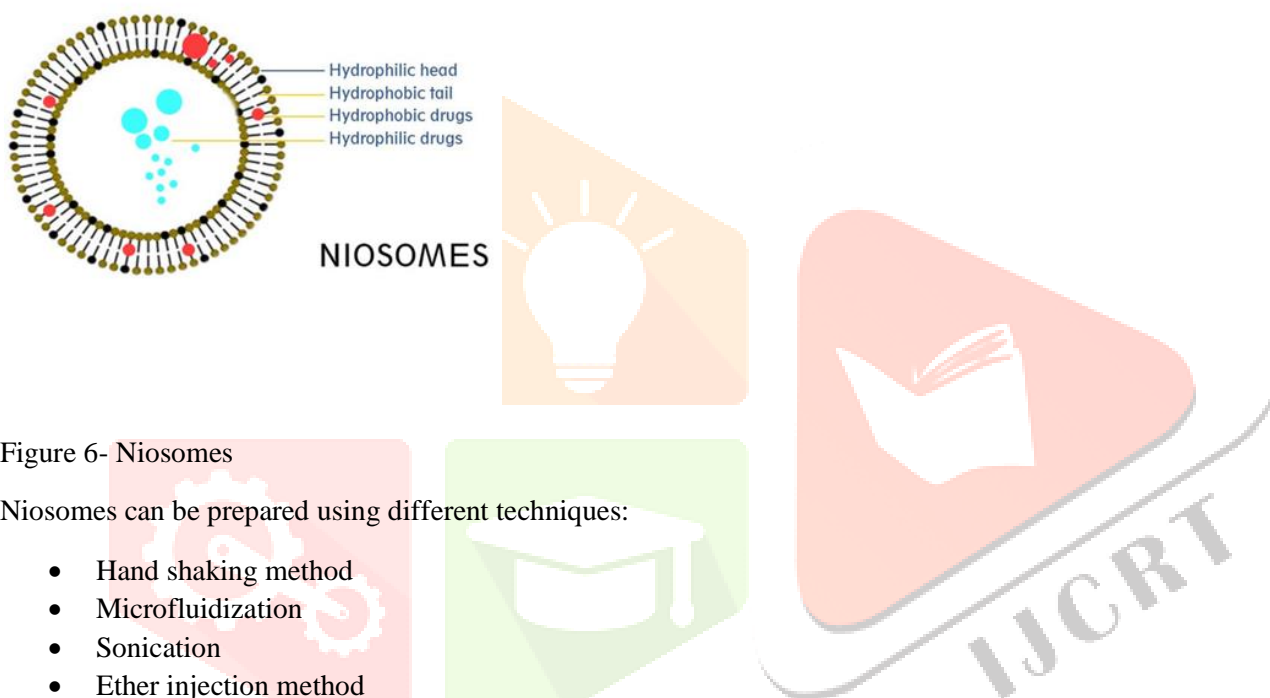 Hydrophilic head
Hydrophobic tail
Hydrophobic drugs
Hydrophilic drugs
NIOSOMES
Figure 6- Niosomes
Niosomes can be prepared using different techniques:
• Hand shaking method
• Microfluidization
• Sonication
• Ether injection method
IJCRT